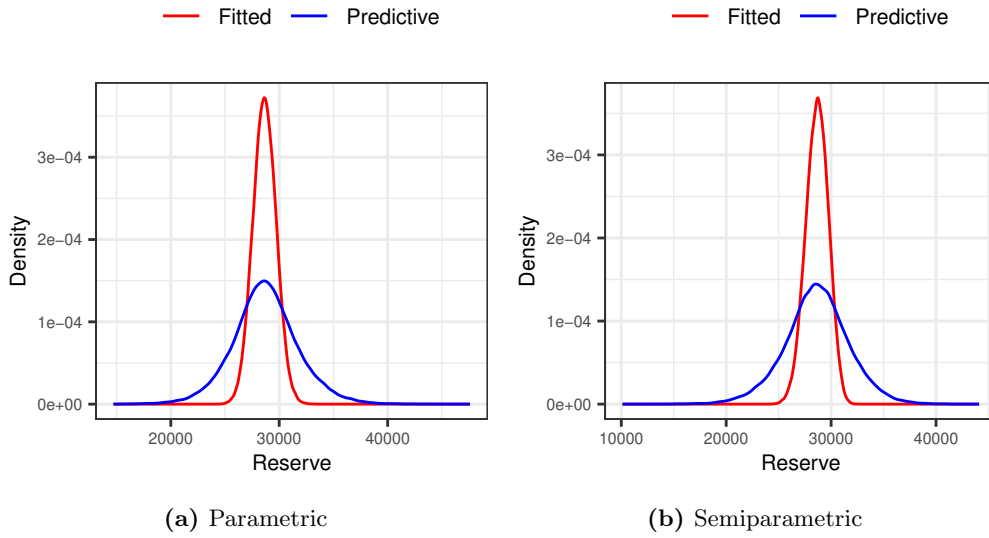 Fitted Predictive
Density
3e−04
2e−04
1e−04
0e+00
20000 30000 40000
Reserve
(a) Parametric
Fitted Predictive
Density
3e−04
2e−04
1e−04
0e+00
10000 20000 30000 40000
Reserve
(b) Semiparametric